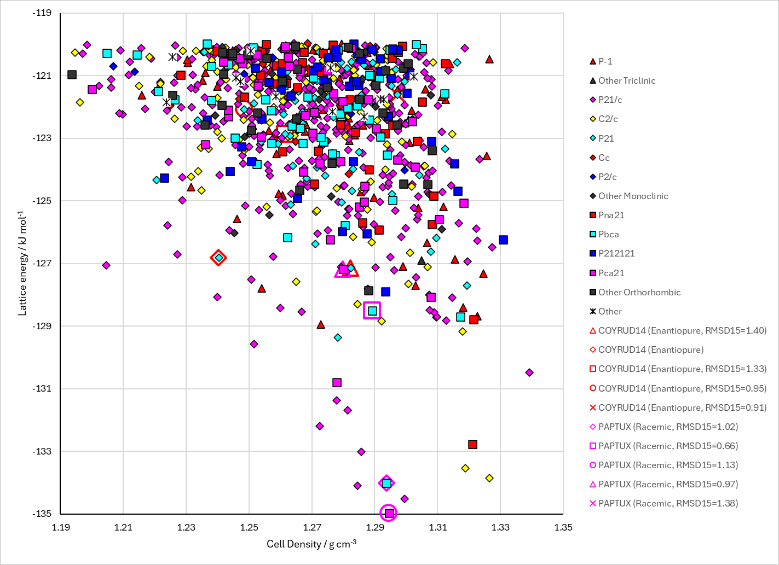 -119
-121
-123
-125
-127
-129
-131
-133
-135
Lattice energy / kJ mol-1
1.19 1.21 1.23 1.25 1.27 1.29 1.31 1.33 1.35
Cell Density / g cm-3
P-1
Other Triclinic
P21/c
C2/c
P21
Cc
P2/c
Other Monoclinic
Pna21
Pbca
P212121
Pca21
Other Orthorhombic
Other
COYRUD14 (Enantiopure, RMSD15=1.40)
COYRUD14 (Enantiopure)
COYRUD14 (Enantiopure, RMSD15=1.33)
COYRUD14 (Enantiopure, RMSD15=0.95)
COYRUD14 (Enantiopure, RMSD15=0.91)
PAPTUX (Racemic, RMSD15=1.02)
PAPTUX (Racemic, RMSD15=0.66)
PAPTUX (Racemic, RMSD15=1.13)
PAPTUX (Racemic, RMSD15=0.97)
PAPTUX (Racemic, RMSD15=1.38)